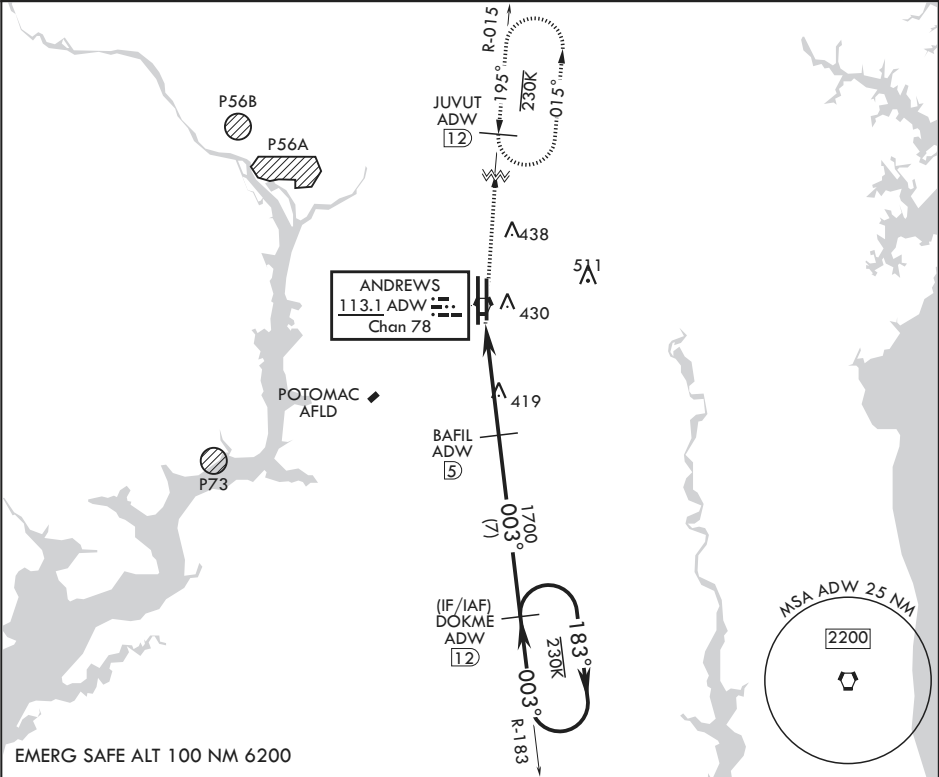 R-015
195°
230K
015°
JUVUT
ADW
12
P56B
P56A
438
511
ANDREWS
113.1 ADW
Chan 78
430
POTOMAC
AFLD
419
BAFIL
ADW
5
P73
1700
003°
(7)
(IF/IAF)
DOKME
ADW
12
183°
230K
003°
R-183
MSA ADW 25 NM
2200
EMERG SAFE ALT 100 NM 6200